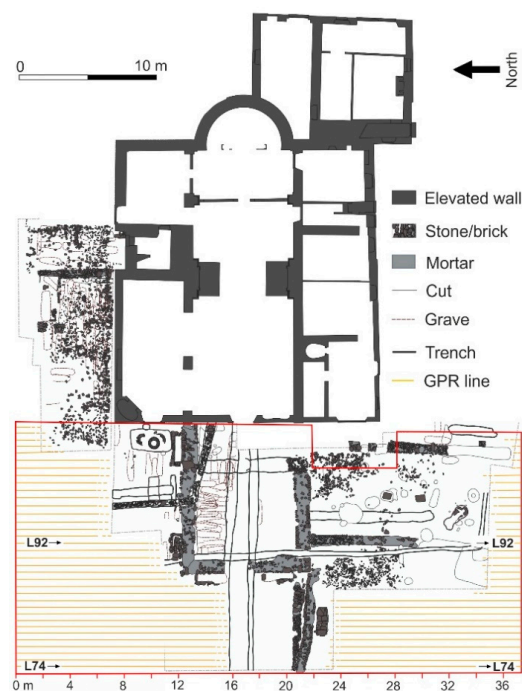 0 10 m
North
Elevated wall
Stone/brick
Mortar
Cut
Grave
Trench
GPR line
L92 L92
L74 L74
0 m 4 8 12 16 20 24 28 32 36